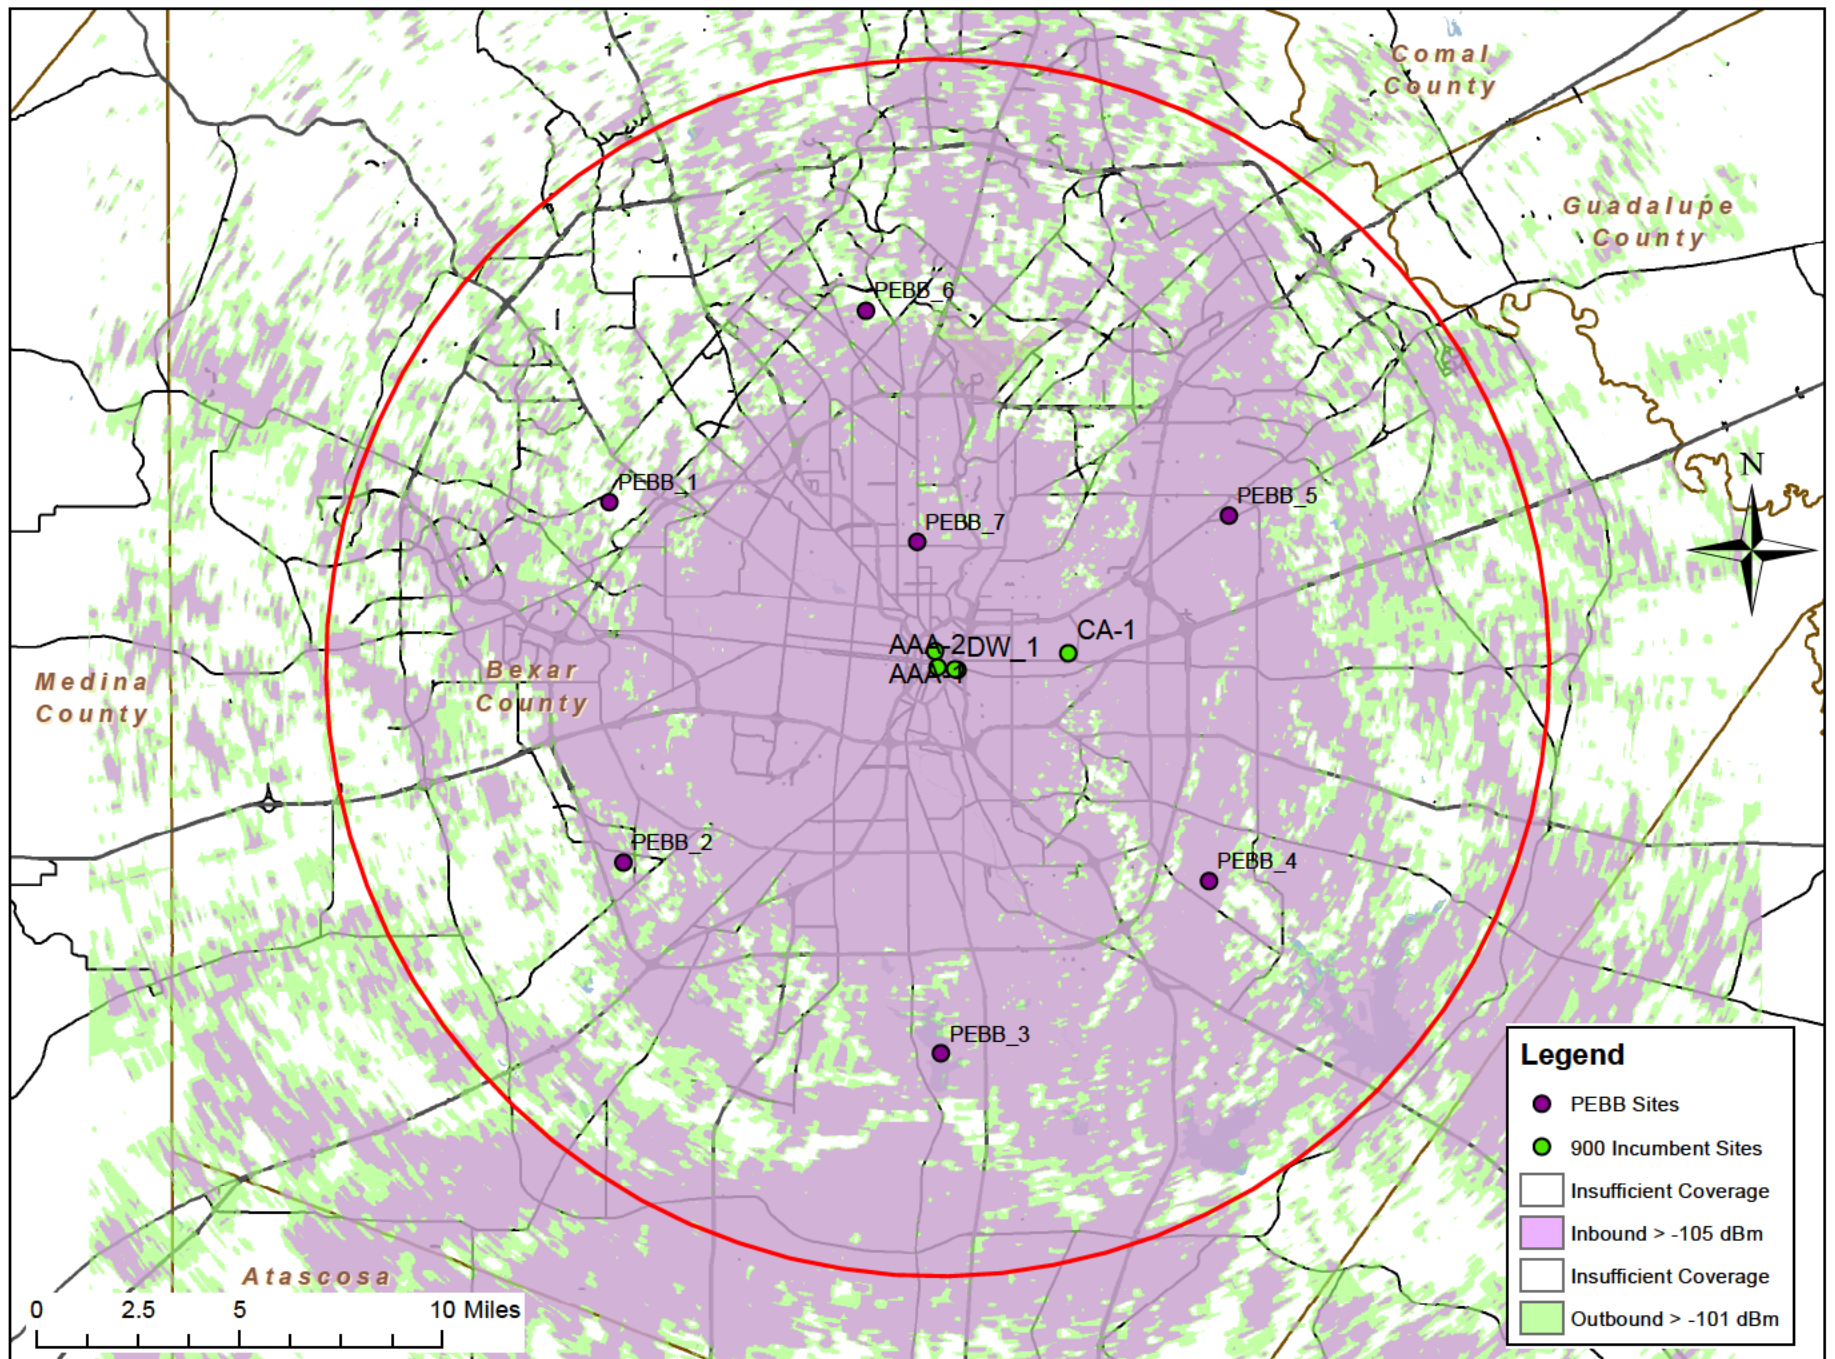 Comal
County
Guadalupe
County
PEBB_6
N
PEBB_1
PEBB_5
PEBB_7
CA-1
AAA-2
DW_1
AAA-1
Bexar
County
Medina
County
PEBB_2
PEBB_4
PEBB_3
Legend
PEBB Sites
900 Incumbent Sites
Insufficient Coverage
Inbound > -105 dBm
Insufficient Coverage
Outbound > -101 dBm
Atascosa
0 2.5 5 10 Miles